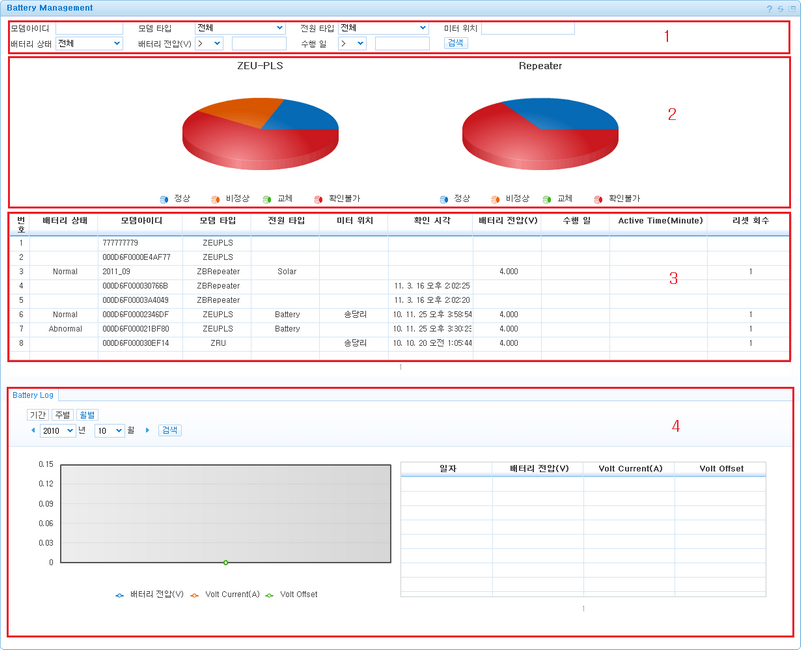 Battery Management
모뎀아이디 모뎀 타입 전체 전원 타입 전체 미터 위치
배터리 상태 전체 배터리 전압(V) > 수행 일 > 검색
1
ZEU-PLS Repeater
2
정상 비정상 교체 확인불가 정상 비정상 교체 확인불가
번호 배터리 상태 모뎀아이디 모뎀 타입 전원 타입 미터 위치 확인 시각 배터리 전압(V) 수행 일 Active Time(Minute) 리셋 회수
1 777777779 ZEUPLS
2 000D6F0000E4AF77 ZEUPLS
3 Normal 2011_09 ZBRepeater Solar 4.000 1
3
4 000D6F000030766B ZBRepeater 11. 3. 16 오후 2:02:25
5 000D6F00003A4049 ZBRepeater 11. 3. 16 오후 2:02:20
6 Normal 000D6F00002346DF ZEUPLS Battery 송당리 10. 11. 25 오후 3:58:54 4.000 1
7 Abnormal 000D6F000021BF80 ZEUPLS Battery 10. 11. 25 오후 3:30:23 4.000 1
8 000D6F000030EF14 ZRU 송당리 10. 10. 20 오전 1:05:44 4.000 1
1
Battery Log
기간 주별 월별
2010 년 10 월 검색
4
0.15
0.12
0.09
0.06
0.03
0
배터리 전압(V) Volt Current(A) Volt Offset
일자 배터리 전압(V) Volt Current(A) Volt Offset
1